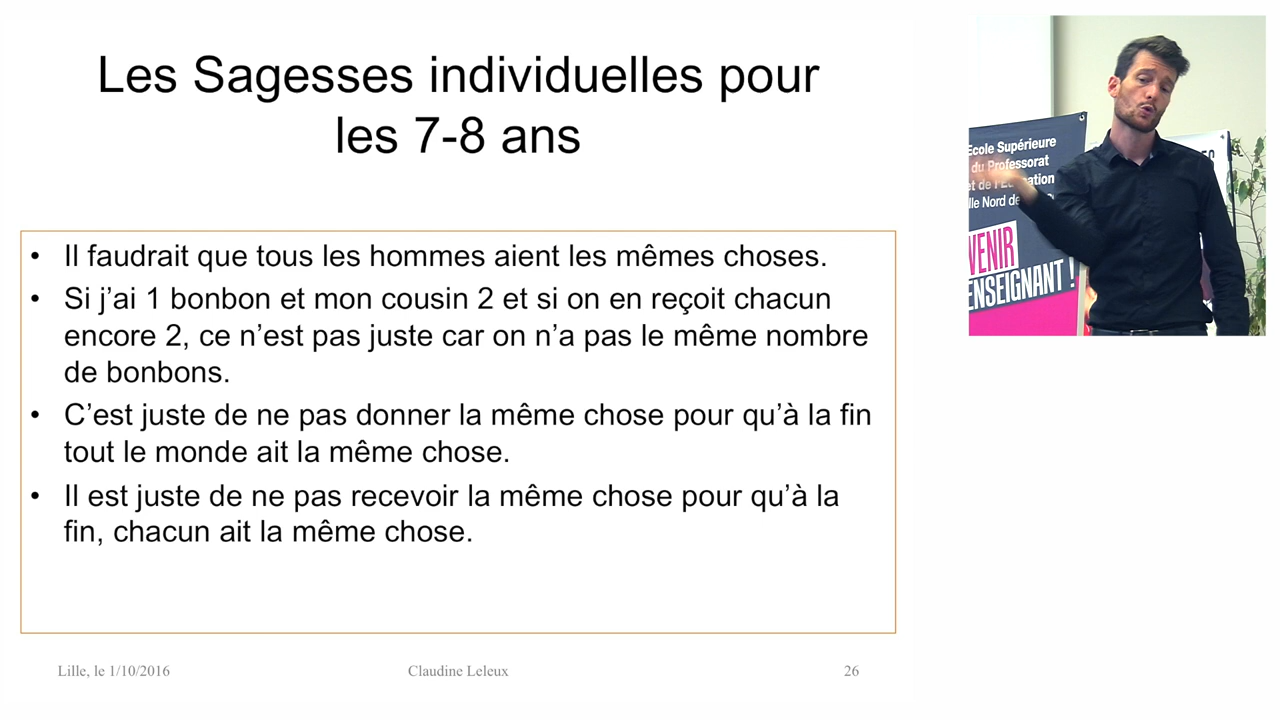 Les Sagesses individuelles pour
les 7-8 ans
• Il faudrait que tous les hommes aient les mêmes choses.
• Si j’ai 1 bonbon et mon cousin 2 et si on en reçoit chacun
encore 2, ce n’est pas juste car on n’a pas le même nombre
de bonbons.
• C’est juste de ne pas donner la même chose pour qu’à la fin
tout le monde ait la même chose.
• Il est juste de ne pas recevoir la même chose pour qu’à la
fin, chacun ait la même chose.
Lille, le 1/10/2016 Claudine Leleux 26
Ecole Supérieure
du Professorat
et de
Nord
VENIR
ENSEIGNANT !